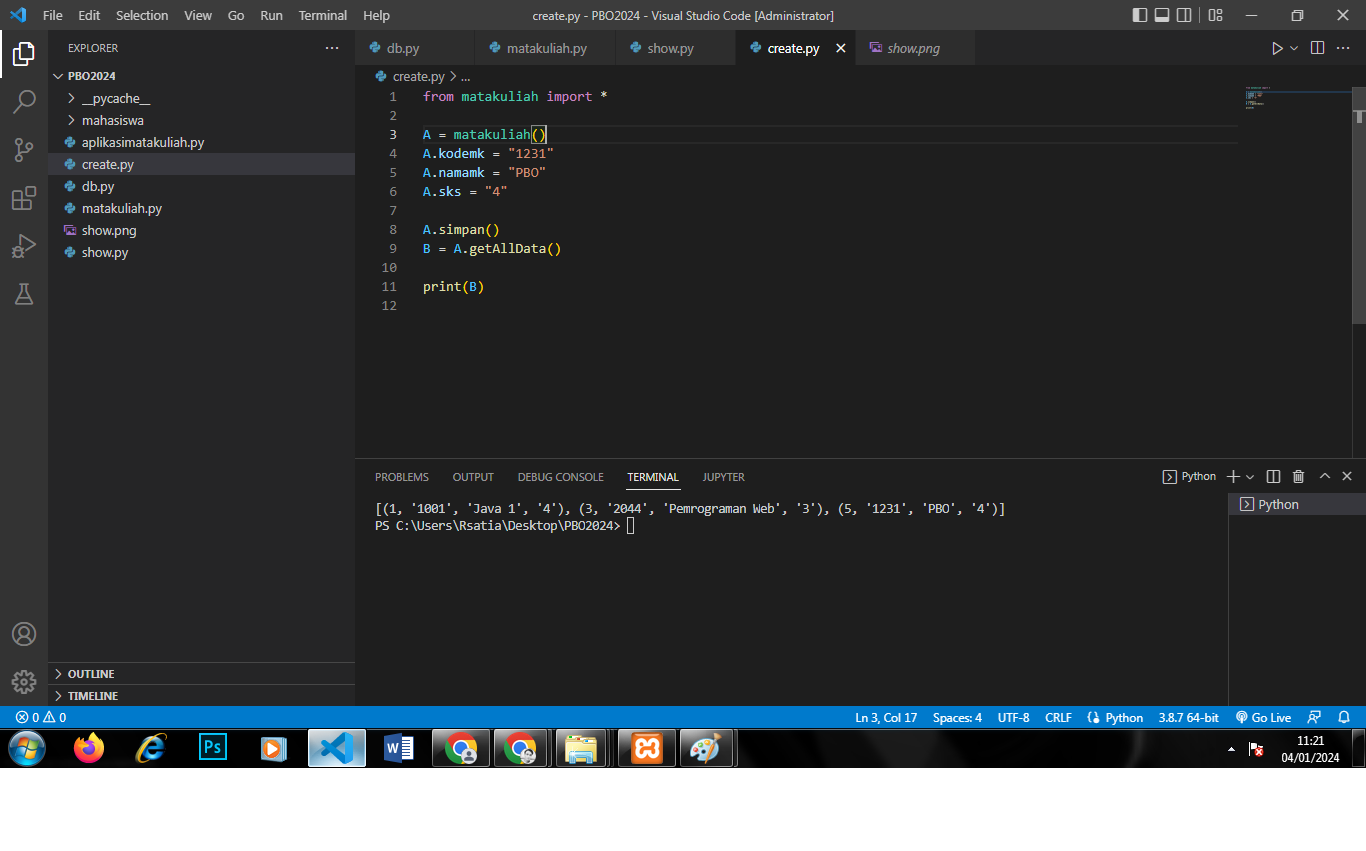 File Edit Selection View Go Run Terminal Help create.py - PBO2024 - Visual Studio Code [Administrator]
EXPLORER ...
db.py matakuliah.py show.py create.py show.png
PBO2024
__pycache__
mahasiswa
aplikasimatakuliah.py
create.py
db.py
matakuliah.py
show.png
show.py
OUTLINE
TIMELINE
create.py > ...
1 from matakuliah import *
2
3 A = matakuliah()
4 A.kodemk = "1231"
5 A.namamk = "PBO"
6 A.sks = "4"
7
8 A.simpan()
9 B = A.getAllData()
10
11 print(B)
12
PROBLEMS OUTPUT DEBUG CONSOLE TERMINAL JUPYTER Python
[(1, '1001', 'Java 1', '4'), (3, '2044', 'Pemrograman Web', '3'), (5, '1231', 'PBO', '4')]
PS C:\Users\Rsatia\Desktop\PBO2024>
Python
0 0 Ln 3, Col 17 Spaces: 4 UTF-8 CRLF Python 3.8.7 64-bit Go Live
Ps
11:21
04/01/2024